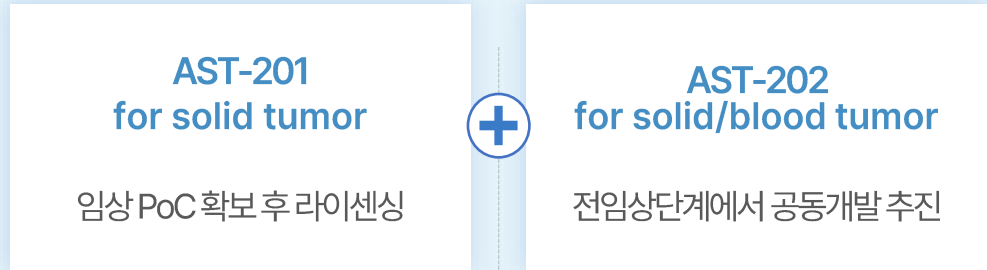 AST-201
for solid tumor
임상 PoC 확보 후 라이센싱
AST-202
for solid/blood tumor
전임상단계에서 공동개발 추진